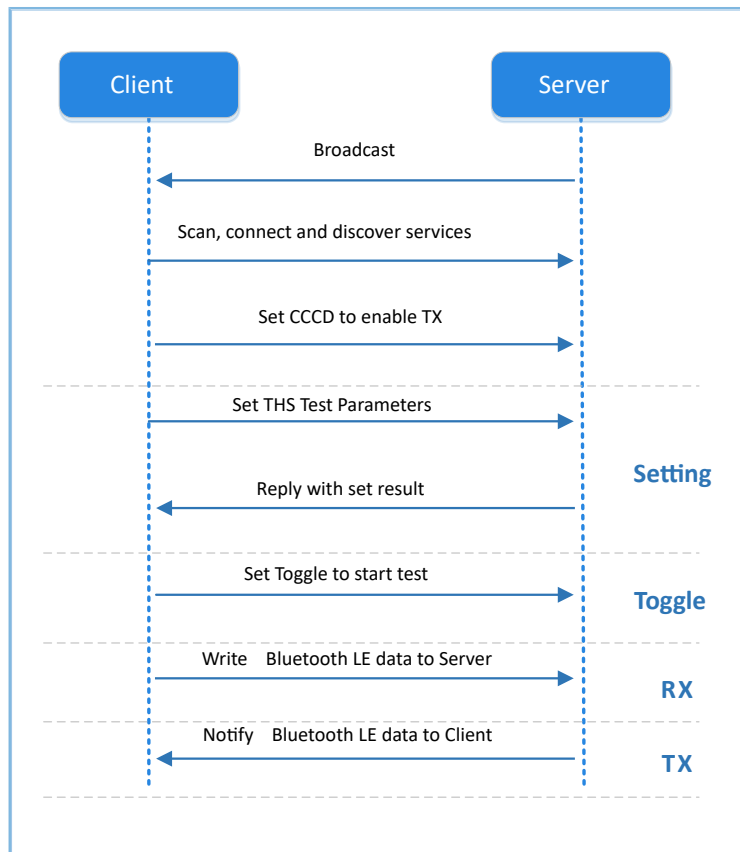 Client
Server
Broadcast
Scan, connect and discover services
Set CCCD to enable TX
Set THS Test Parameters
Setting
Reply with set result
Set Toggle to start test
Toggle
Write Bluetooth LE data to Server
RX
Notify Bluetooth LE data to Client
TX